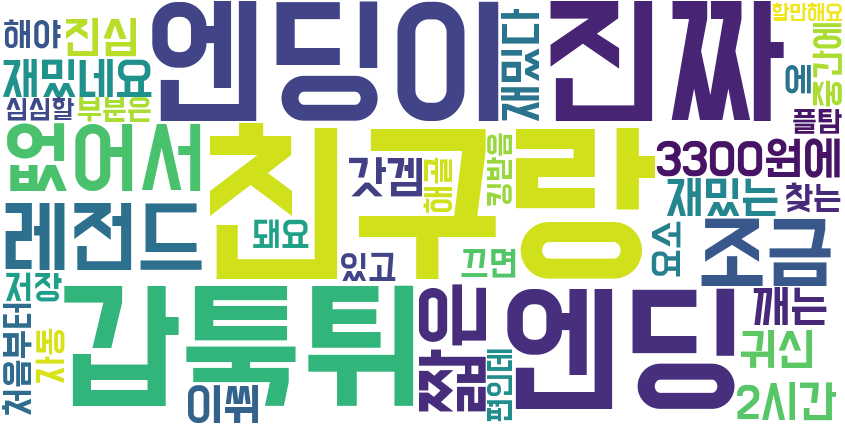 해야
진심
엔딩이
재밌다
진짜
할만해요
중간에
에
재밌네요
심심할
부분은
플탐
없어서
친구랑
갓겜
해골
킹받음
3300원에
재밌는
찾는
레전드
돼요
있고
끄면
요소
조금
저장
갑툭튀
짧은
엔딩
깨는
처음부터
자동
이쒸
편인데
귀신
2시간